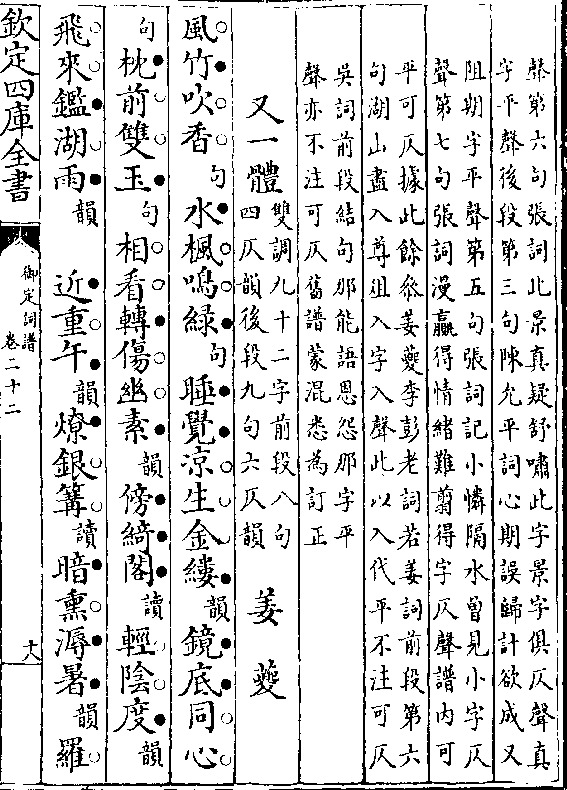 聲第六句張詞此景真疑舒嘯此字景字俱仄聲真
字平聲後段第三句陳允平詞心期誤歸計欲成又
阻期字平聲第五句張詞記小憐隔水曾見小字仄
聲第七句張詞漫贏得情緒難翦得字仄聲譜内可
平可仄據此餘參姜夔李彭老詞若姜詞前段第六
句湖山盡入尊俎入字入聲此以入代平不注可仄
吳詞前段結句那能語恩怨那字平
聲亦不注可仄舊譜蒙混悉為訂正
又一體 雙調九十二字前段八句四仄韻後段九句六仄韻 姜夔
風竹吹香句水楓鳴綠句睡覺凉生金縷韻鏡底同心
句枕前雙玉句相看轉傷幽素韻傍綺閣讀輕陰度韻
飛來鑑湖雨韻 近重午韻燎銀篝讀暗熏溽暑韻羅
欽定四庫全書
御定詞譜
卷二十二
十八